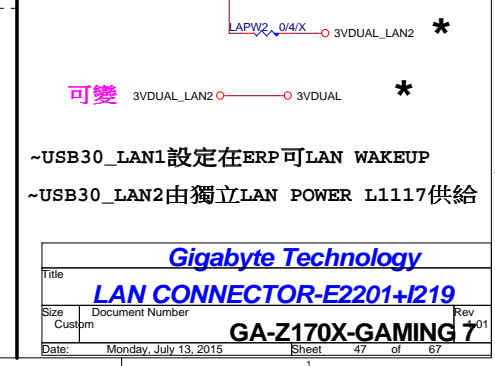 LAPW2 0/4/X
3VDUAL_LAN2
*
可變 3VDUAL_LAN2 3VDUAL
*
~USB30_LAN1設定在ERP可LAN WAKEUP
~USB30_LAN2由獨立LAN POWER L1117供給
Gigabyte Technology
Title
LAN CONNECTOR-E2201+I219
Size Document Number Rev
Custom GA-Z170X-GAMING 7 1.01
Date: Monday, July 13, 2015 Sheet 47 of 67
1